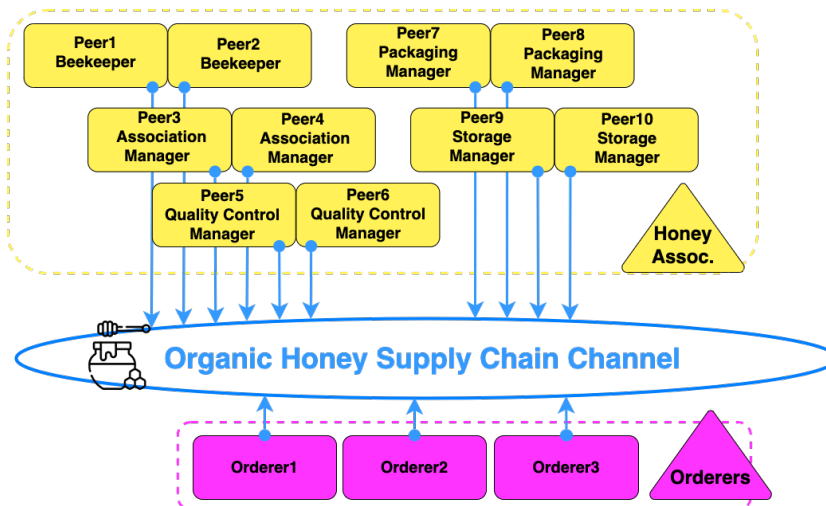 Peer1
Beekeeper
Peer2
Beekeeper
Peer7
Packaging
Manager
Peer8
Packaging
Manager
Peer3
Association
Manager
Peer4
Association
Manager
Peer9
Storage
Manager
Peer10
Storage
Manager
Peer5
Quality Control
Manager
Peer6
Quality Control
Manager
Honey
Assoc.
Organic Honey Supply Chain Channel
Orderer1
Orderer2
Orderer3
Orderers